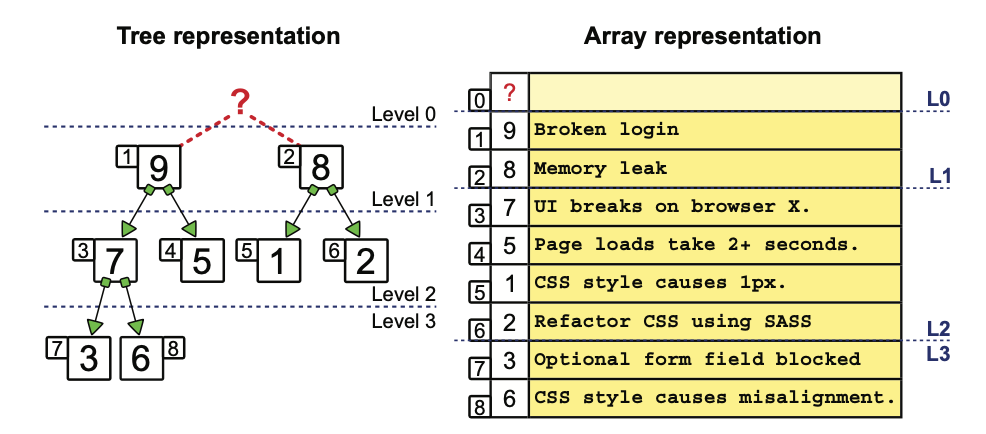 Tree representation
?
Level 0
1 9
2 8
Level 1
3 7
4 5
5 1
6 2
Level 2
Level 3
7 3
6 8
Array representation
0 ?
L0
1 9 Broken login
2 8 Memory leak
L1
3 7 UI breaks on browser X.
4 5 Page loads take 2+ seconds.
5 1 CSS style causes 1px.
6 2 Refactor CSS using SASS
L2
L3
7 3 Optional form field blocked
8 6 CSS style causes misalignment.